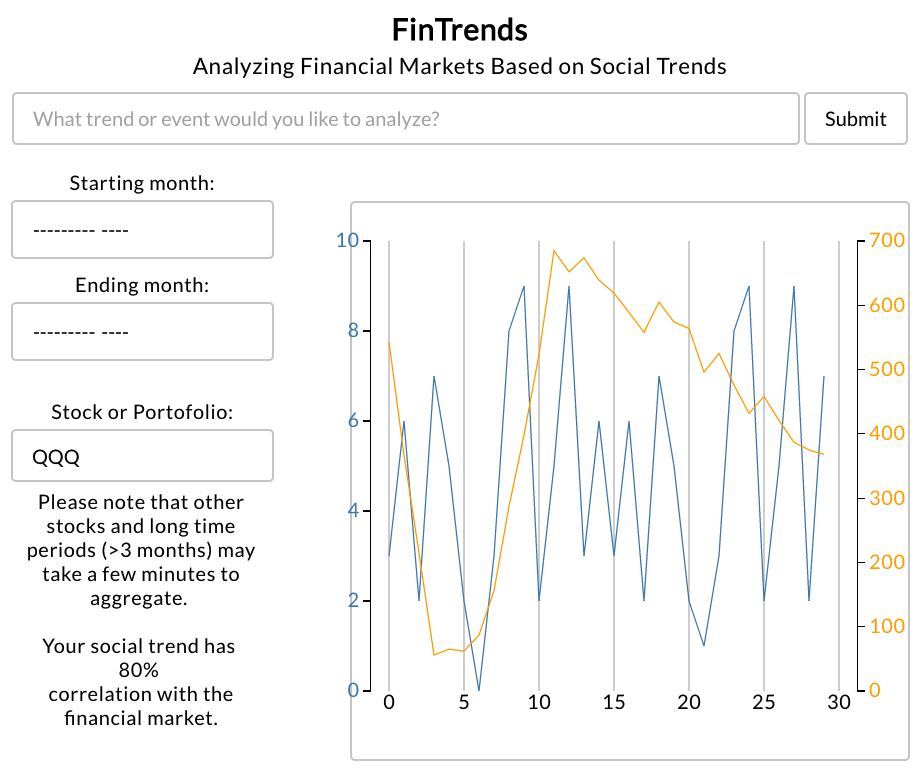 FinTrends
Analyzing Financial Markets Based on Social Trends
What trend or event would you like to analyze?
Submit
Starting month:
--------- ----
Ending month:
--------- ----
Stock or Portofolio:
QQQ
Please note that other
stocks and long time
periods (>3 months) may
take a few minutes to
aggregate.
Your social trend has
80%
correlation with the
financial market.
10
8
6
4
2
0
700
600
500
400
300
200
100
0
0 5 10 15 20 25 30